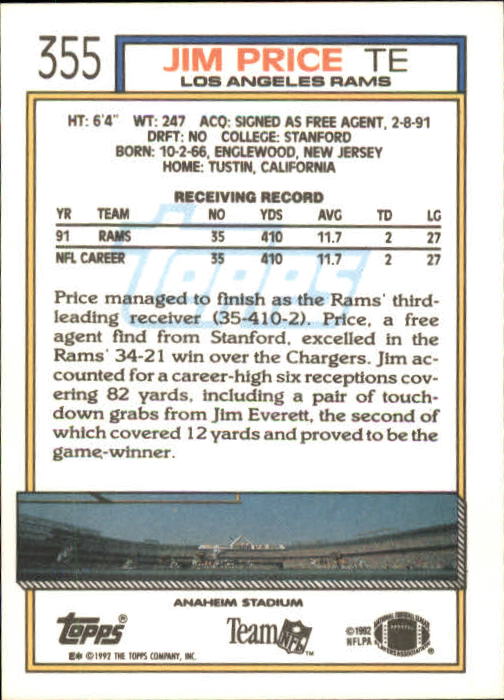 355
JIM PRICE TE
LOS ANGELES RAMS
HT: 6'4" WT: 247 ACQ: SIGNED AS FREE AGENT, 2-8-91
DRFT: NO COLLEGE: STANFORD
BORN: 10-2-66, ENGLEWOOD, NEW JERSEY
HOME: TUSTIN, CALIFORNIA
RECEIVING RECORD
YR TEAM NO YDS AVG TD LG
91 RAMS 35 410 11.7 2 27
NFL CAREER 35 410 11.7 2 27
topps
Price managed to finish as the Rams' third-
leading receiver (35-410-2). Price, a free
agent find from Stanford, excelled in the
Rams' 34-21 win over the Chargers. Jim ac-
counted for a career-high six receptions cov-
ering 82 yards, including a pair of touch-
down grabs from Jim Everett, the second of
which covered 12 yards and proved to be the
game-winner.
ANAHEIM STADIUM
topps®
Team NFL™
©1992
NFLPA
E* ©1992 THE TOPPS COMPANY, INC.